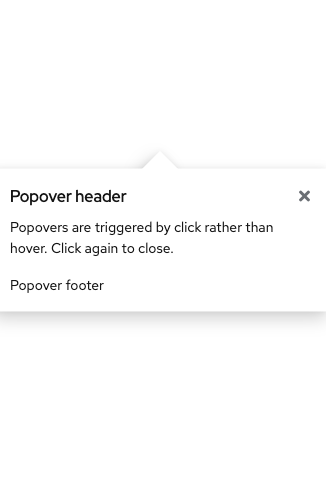 Popover header
Popovers are triggered by click rather than
hover. Click again to close.
Popover footer